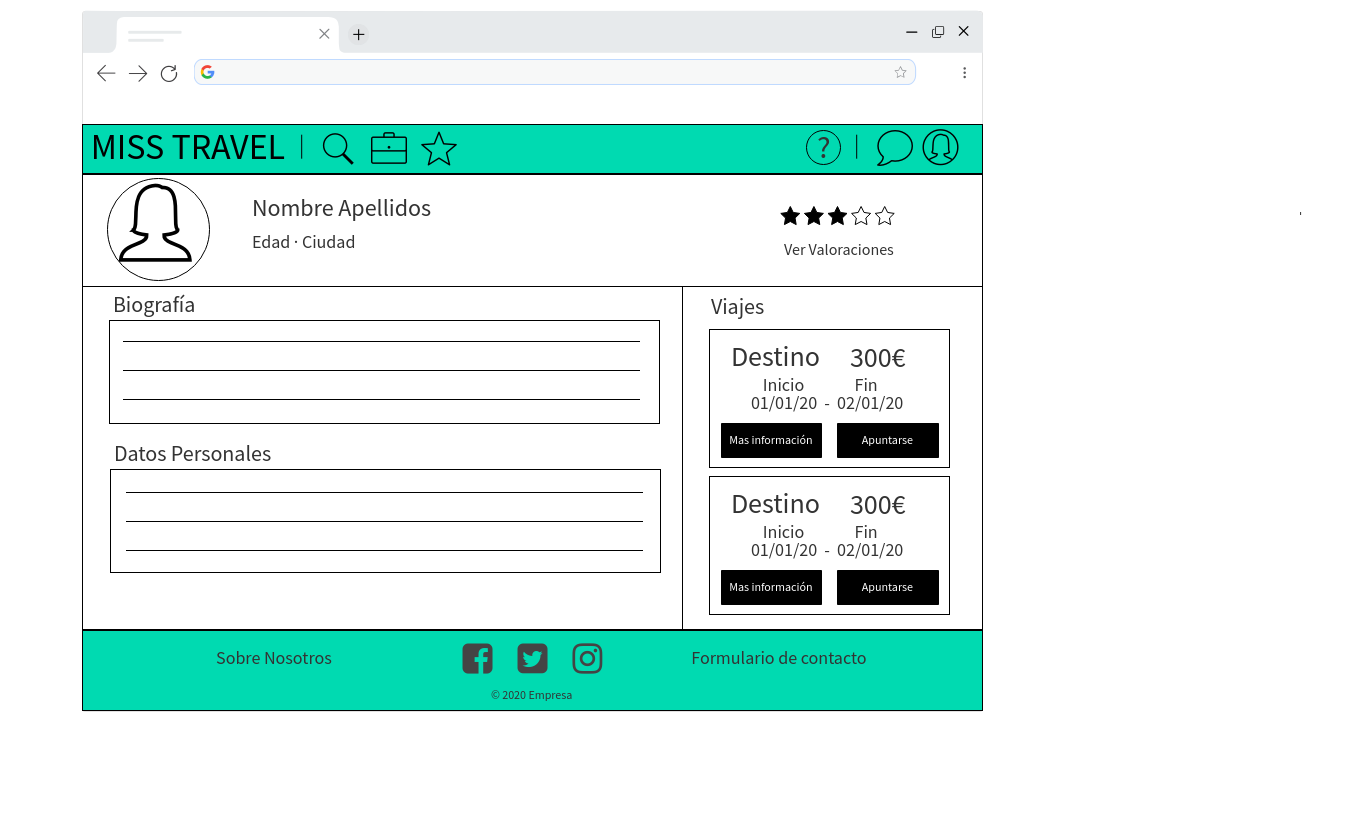 MISS TRAVEL
?
Nombre Apellidos
Edad · Ciudad
Ver Valoraciones
Biografía
Datos Personales
Viajes
Destino 300€
Inicio Fin
01/01/20 - 02/01/20
Mas información Apuntarse
Destino 300€
Inicio Fin
01/01/20 - 02/01/20
Mas información Apuntarse
Sobre Nosotros
Formulario de contacto
© 2020 Empresa